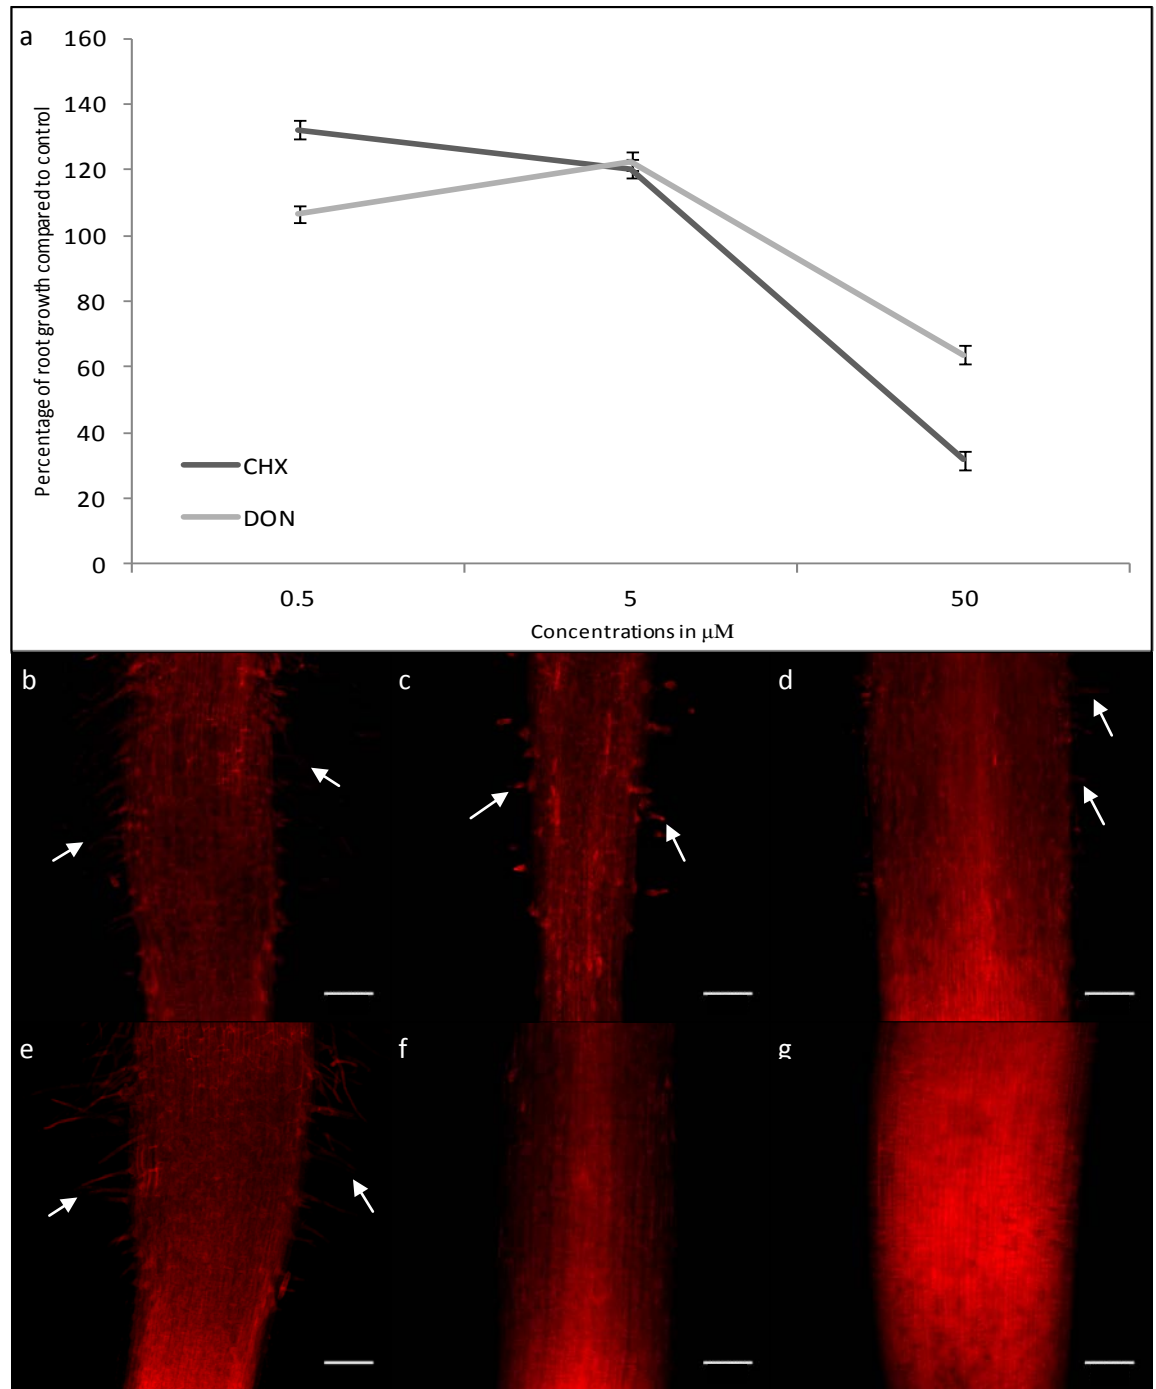 a
160
140
120
100
80
60
40
20
0
Percentage of root growth compared to control
CHX
DON
0.5 5 50
Concentrations in μM
b c d
e f g